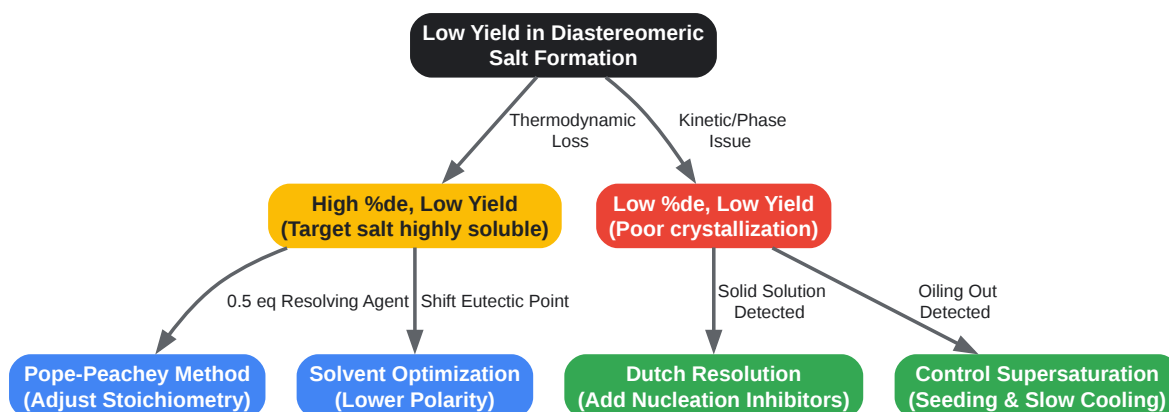 Low Yield in Diastereomeric
Salt Formation
Thermodynamic
Loss
Kinetic/Phase
Issue
High %de, Low Yield
(Target salt highly soluble)
Low %de, Low Yield
(Poor crystallization)
0.5 eq Resolving Agent
Shift Eutectic Point
Solid Solution
Detected
Oiling Out
Detected
Pope-Peachey Method
(Adjust Stoichiometry)
Solvent Optimization
(Lower Polarity)
Dutch Resolution
(Add Nucleation Inhibitors)
Control Supersaturation
(Seeding & Slow Cooling)